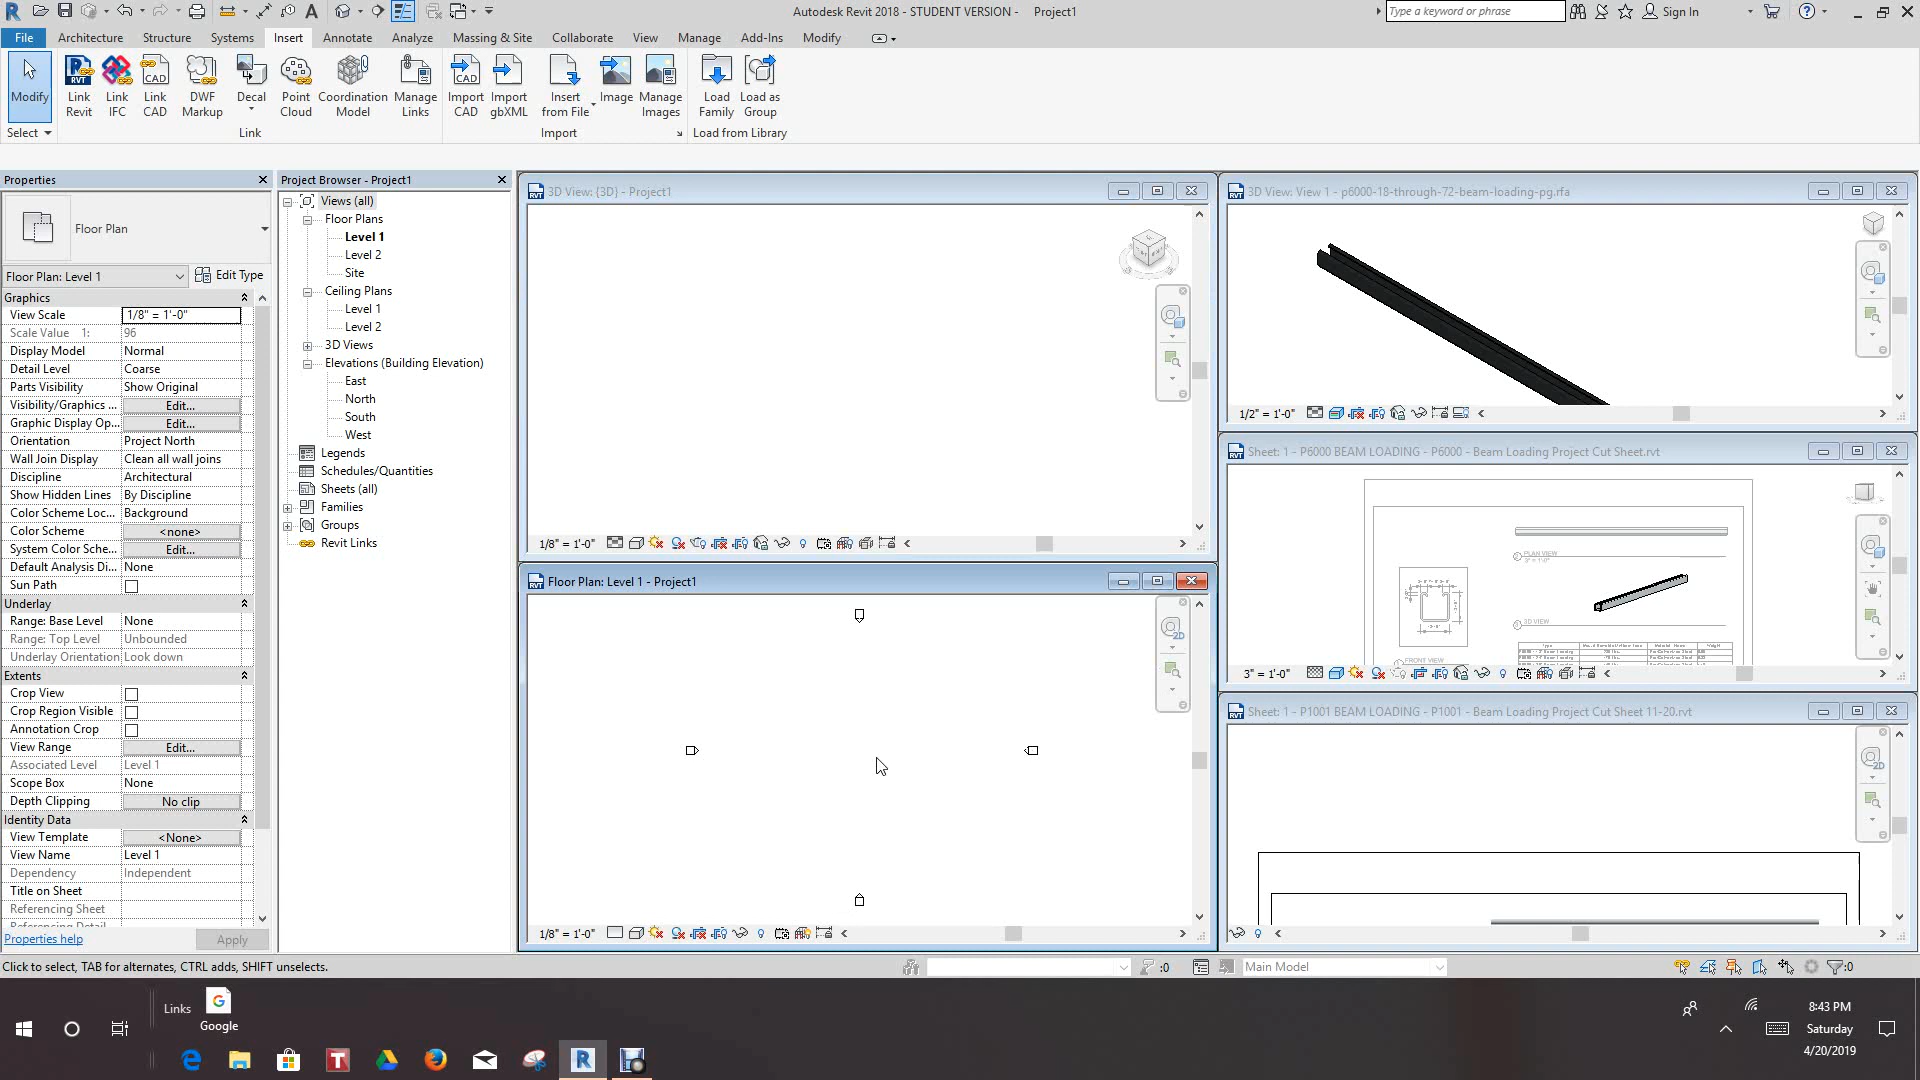 Autodesk Revit 2018 - STUDENT VERSION - Project1
Type a keyword or phrase
Sign In
File Architecture Structure Systems Insert Annotate Analyze Massing & Site Collaborate View Manage Add-Ins Modify
Modify
Link Revit
Link IFC
Link CAD
DWF Markup
Decal
Point Cloud
Coordination Model
Manage Links
Import CAD
Import gbXML
Insert from File
Image
Manage Images
Load Family
Load as Group
Select
Link
Import
Load from Library
Properties
Floor Plan
Floor Plan: Level 1
Edit Type
Graphics
View Scale 1/8" = 1'-0"
Scale Value 1: 96
Display Model Normal
Detail Level Coarse
Parts Visibility Show Original
Visibility/Graphics ... Edit...
Graphic Display Op... Edit...
Orientation Project North
Wall Join Display Clean all wall joins
Discipline Architectural
Show Hidden Lines By Discipline
Color Scheme Loc... Background
Color Scheme <none>
System Color Sche... Edit...
Default Analysis Di... None
Sun Path
Underlay
Range: Base Level None
Range: Top Level Unbounded
Underlay Orientation Look down
Extents
Crop View
Crop Region Visible
Annotation Crop
View Range Edit...
Associated Level Level 1
Scope Box None
Depth Clipping No clip
Identity Data
View Template <None>
View Name Level 1
Dependency Independent
Title on Sheet
Referencing Sheet
Properties help
Apply
Project Browser - Project1
Views (all)
Floor Plans
Level 1
Level 2
Site
Ceiling Plans
Level 1
Level 2
3D Views
Elevations (Building Elevation)
East
North
South
West
Legends
Schedules/Quantities
Sheets (all)
Families
Groups
Revit Links
3D View: {3D} - Project1
1/8" = 1'-0"
Floor Plan: Level 1 - Project1
2D
1/8" = 1'-0"
3D View: View 1 - p6000-18-through-72-beam-loading-pg.rfa
1/2" = 1'-0"
Sheet: 1 - P6000 BEAM LOADING - P6000 - Beam Loading Project Cut Sheet.rvt
PLAN VIEW
3D VIEW
FRONT VIEW
3" = 1'-0"
Sheet: 1 - P1001 BEAM LOADING - P1001 - Beam Loading Project Cut Sheet 11-20.rvt
2D
Click to select, TAB for alternates, CTRL adds, SHIFT unselects.
:0
Main Model
:0
Links
Google
8:43 PM
Saturday
4/20/2019